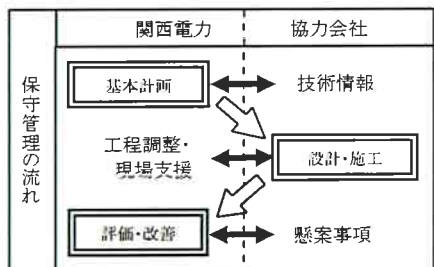 関西電力
協力会社
保守管理の流れ
基本計画
技術情報
工程調整・
現場支援
設計・施工
評価・改善
懸案事項